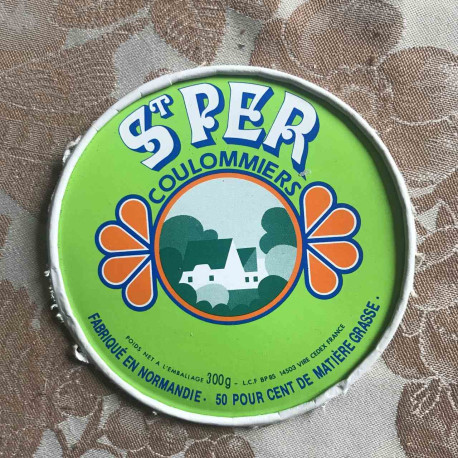 ST PER
COULOMMIERS
POIDS NET A L'EMBALLAGE 300g - L.C.F BP 85 14503 VIRE CEDEX FRANCE
FABRIQUÉ EN NORMANDIE · 50 POUR CENT DE MATIÈRE GRASSE ·